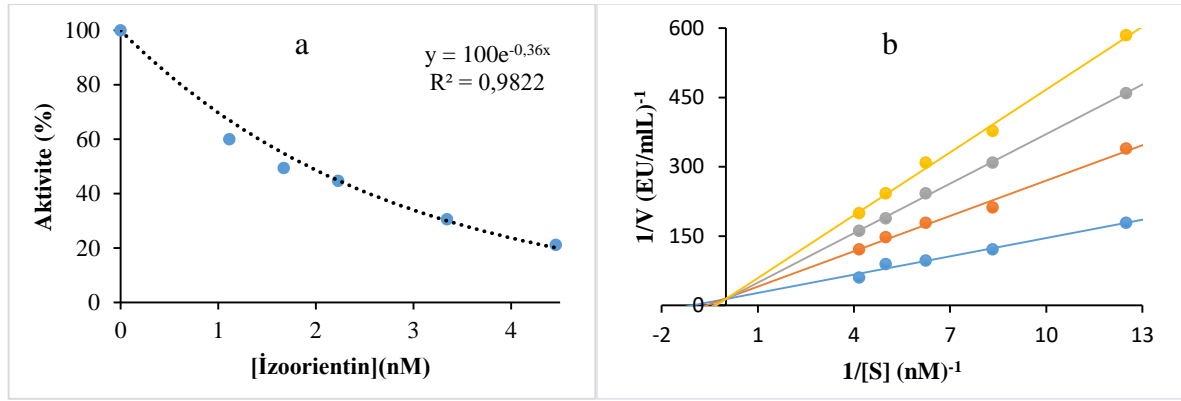 a
y = 100e^-0,36x
R² = 0,9822
100
80
60
40
20
0
Aktivite (%)
0 1 2 3 4
[İzoorientin](nM)
b
600
450
300
150
0
1/V (EU/mlL)^-1
-2 1 4 7 10 13
1/[S] (nM)^-1